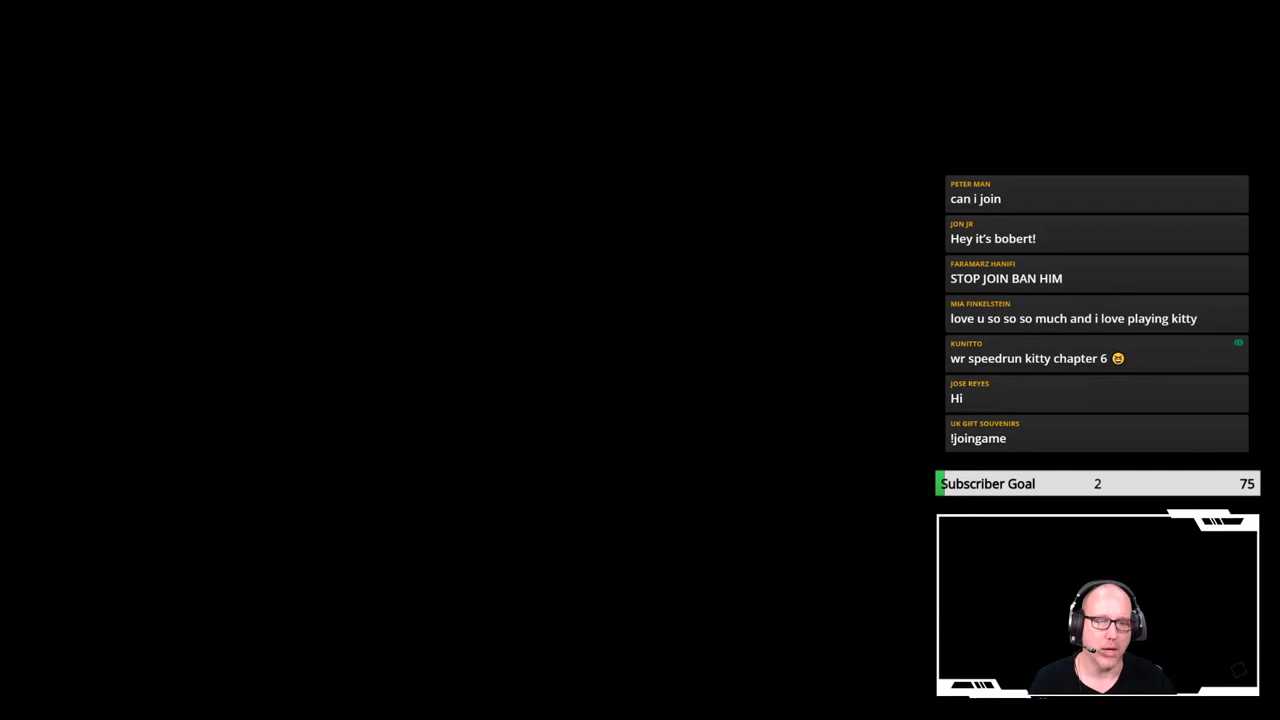 PETER MAN
can i join
JON JR
Hey it’s bobert!
FARAMARZ HANIFI
STOP JOIN BAN HIM
MIA FINKELSTEIN
love u so so so much and i love playing kitty
KUNITTO
wr speedrun kitty chapter 6 😆
JOSE REYES
Hi
UK GIFT SOUVENIRS
!joingame
Subscriber Goal 2 75